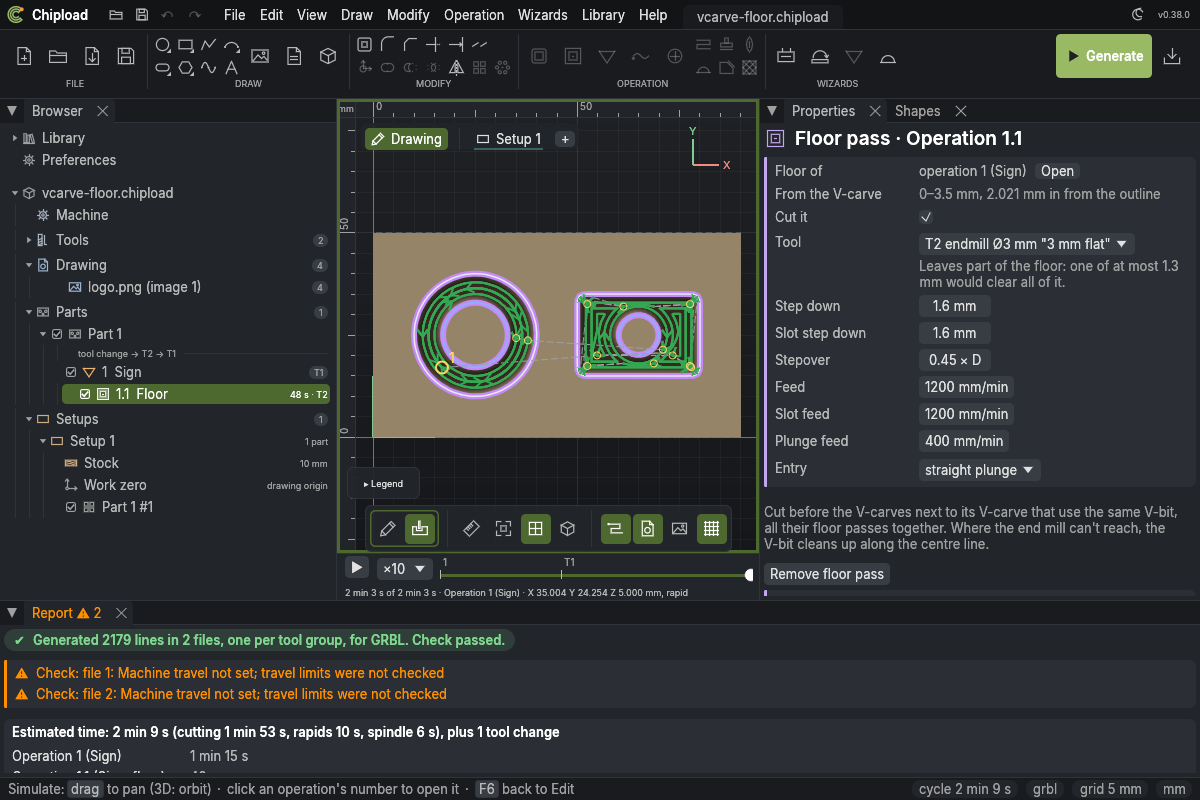 Chipload
File Edit View Draw Modify Operation Wizards Library Help
vcarve-floor.chipload
v0.38.0
FILE
DRAW
MODIFY
OPERATION
WIZARDS
Generate
Browser
Library
Preferences
vcarve-floor.chipload
Machine
Tools 2
Drawing 4
logo.png (image 1) 4
Parts 1
Part 1
tool change → T2 → T1
1 Sign T1
1.1 Floor 48 s · T2
Setups 1
Setup 1 1 part
Stock 10 mm
Work zero drawing origin
Part 1 #1
mm 0 50
50
0
Drawing
Setup 1
+
Y
X
1
▸ Legend
×10
1 T1
2 min 3 s of 2 min 3 s · Operation 1 (Sign) · X 35.004 Y 24.254 Z 5.000 mm, rapid
Properties
Shapes
Floor pass · Operation 1.1
Floor of operation 1 (Sign) Open
From the V-carve 0–3.5 mm, 2.021 mm in from the outline
Cut it
Tool T2 endmill Ø3 mm "3 mm flat"
Leaves part of the floor: one of at most 1.3
mm would clear all of it.
Step down 1.6 mm
Slot step down 1.6 mm
Stepover 0.45 × D
Feed 1200 mm/min
Slot feed 1200 mm/min
Plunge feed 400 mm/min
Entry straight plunge
Cut before the V-carves next to its V-carve that use the same V-bit,
all their floor passes together. Where the end mill can't reach, the
V-bit cleans up along the centre line.
Remove floor pass
Report 2
✔ Generated 2179 lines in 2 files, one per tool group, for GRBL. Check passed.
Check: file 1: Machine travel not set; travel limits were not checked
Check: file 2: Machine travel not set; travel limits were not checked
Estimated time: 2 min 9 s (cutting 1 min 53 s, rapids 10 s, spindle 6 s), plus 1 tool change
Operation 1 (Sign) 1 min 15 s
Simulate: drag to pan (3D: orbit) · click an operation's number to open it · F6 back to Edit
cycle 2 min 9 s grbl grid 5 mm mm